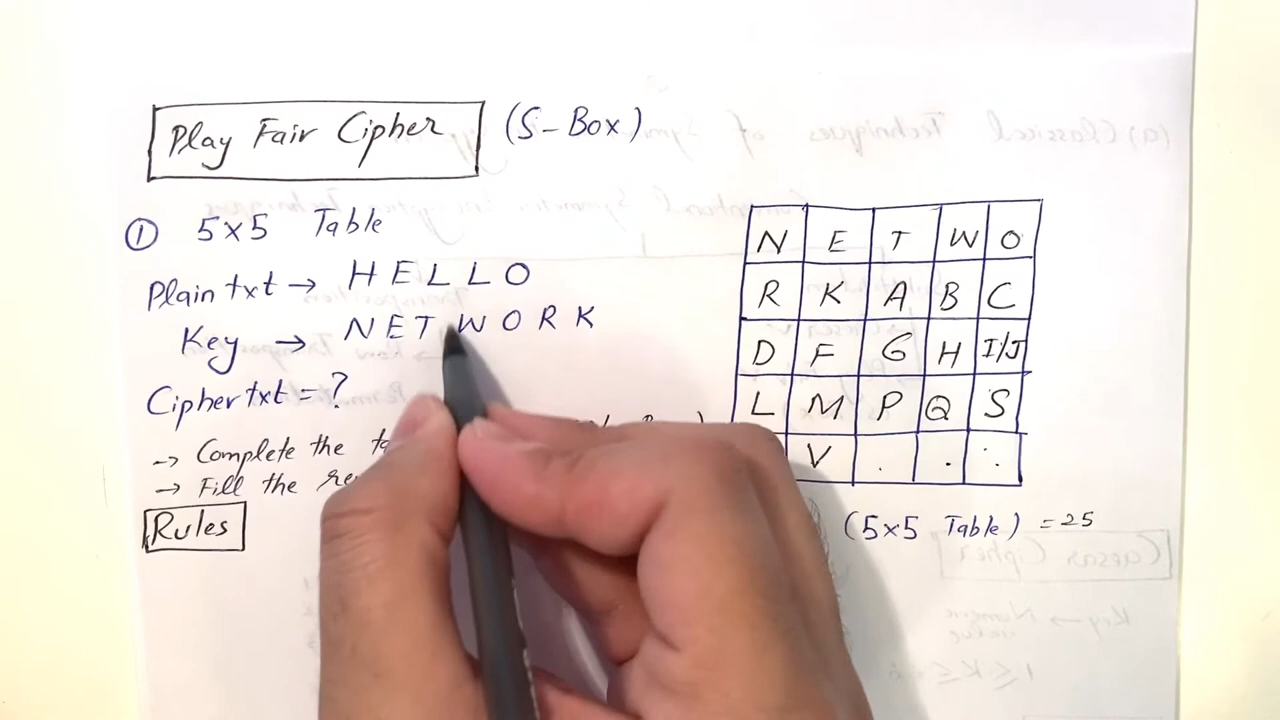 Play Fair Cipher (S-Box)
① 5×5 Table
Plain txt → H E L L O
Key → N E T W O R K
Cipher txt = ?
→ Complete the
→ Fill the
Rules
N E T W O
R K A B C
D F G H I/J
L M P Q S
V . . .
(5×5 Table) = 25